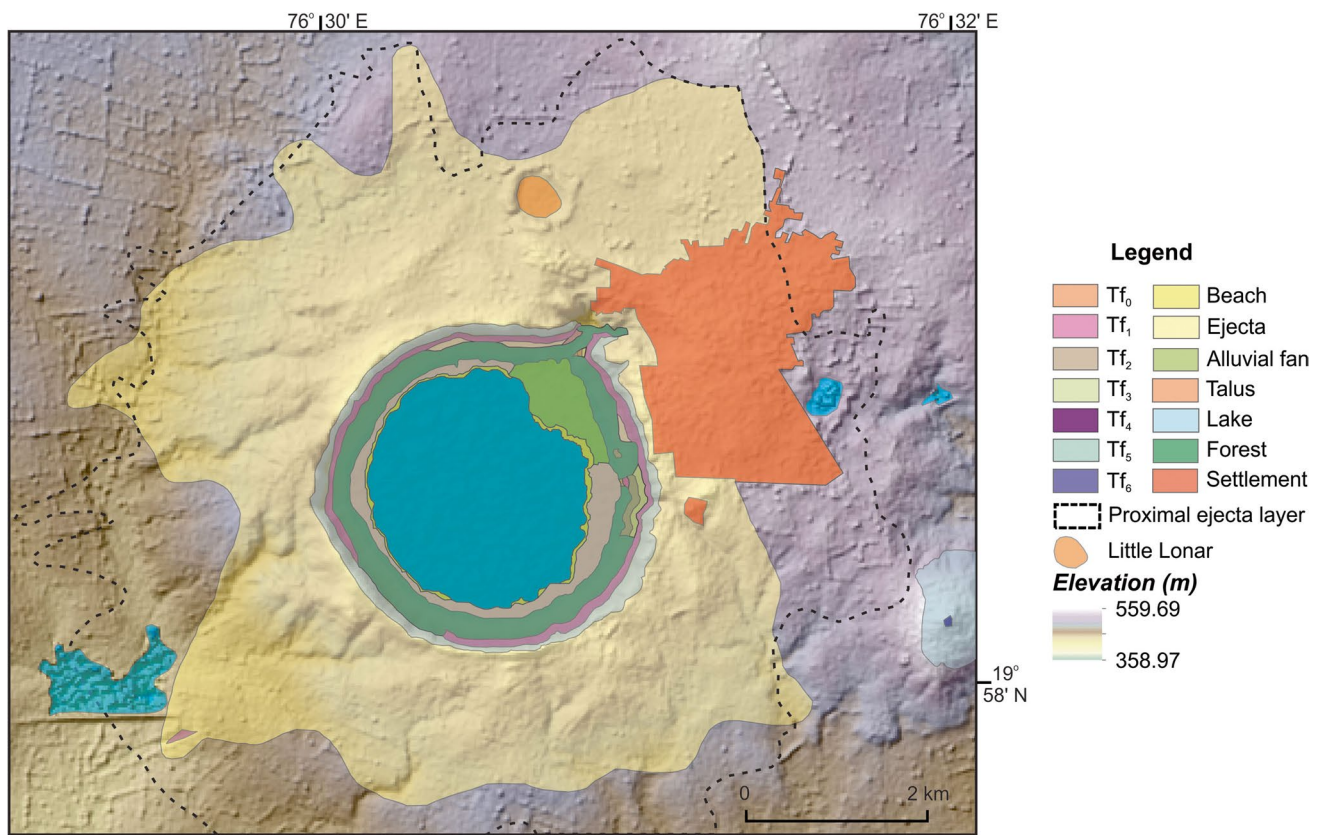 76° 30' E
76° 32' E
Legend
Tf₀ Beach
Tf₁ Ejecta
Tf₂ Alluvial fan
Tf₃ Talus
Tf₄ Lake
Tf₅ Forest
Tf₆ Settlement
Proximal ejecta layer
Little Lonar
Elevation (m)
559.69
358.97
19°
58' N
0 2 km